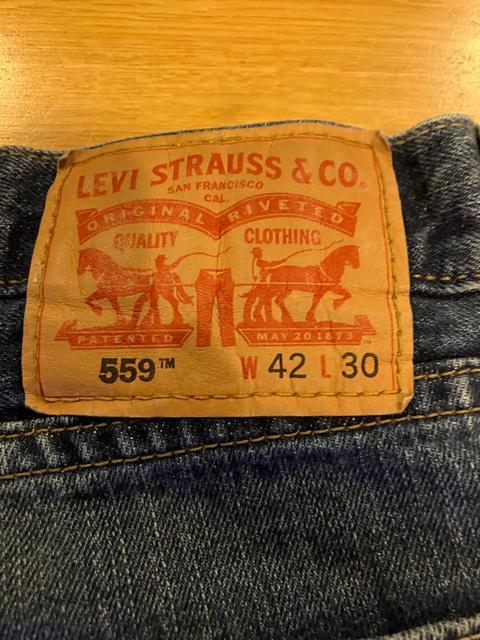 LEVI STRAUSS & CO.®
SAN FRANCISCO
CAL.
ORIGINAL RIVETED
QUALITY CLOTHING
PATENTED MAY 20 1873
559™ W 42 L 30